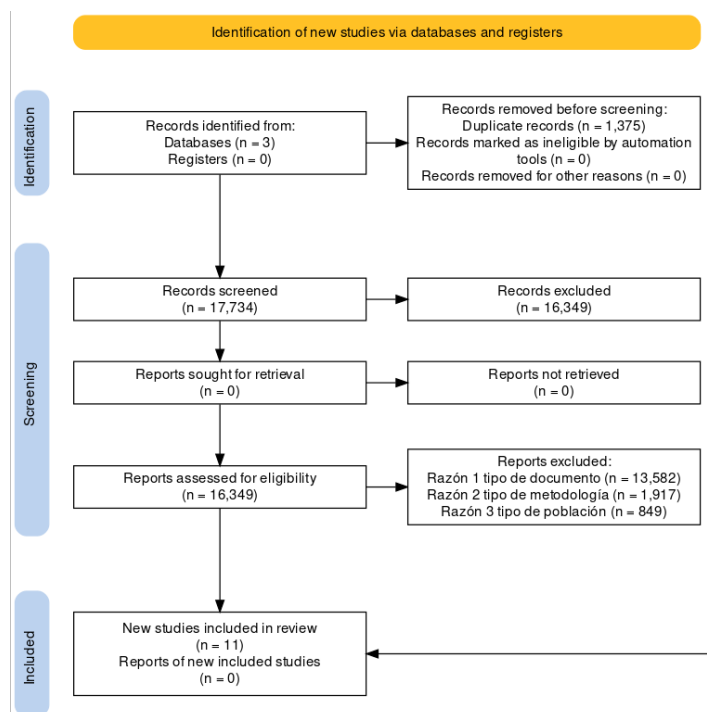 Identification of new studies via databases and registers
Identification
Records identified from:
Databases (n = 3)
Registers (n = 0)
Records removed before screening:
Duplicate records (n = 1,375)
Records marked as ineligible by automation
tools (n = 0)
Records removed for other reasons (n = 0)
Screening
Records screened
(n = 17,734)
Records excluded
(n = 16,349)
Reports sought for retrieval
(n = 0)
Reports not retrieved
(n = 0)
Reports assessed for eligibility
(n = 16,349)
Reports excluded:
Razón 1 tipo de documento (n = 13,582)
Razón 2 tipo de metodología (n = 1,917)
Razón 3 tipo de población (n = 849)
Included
New studies included in review
(n = 11)
Reports of new included studies
(n = 0)